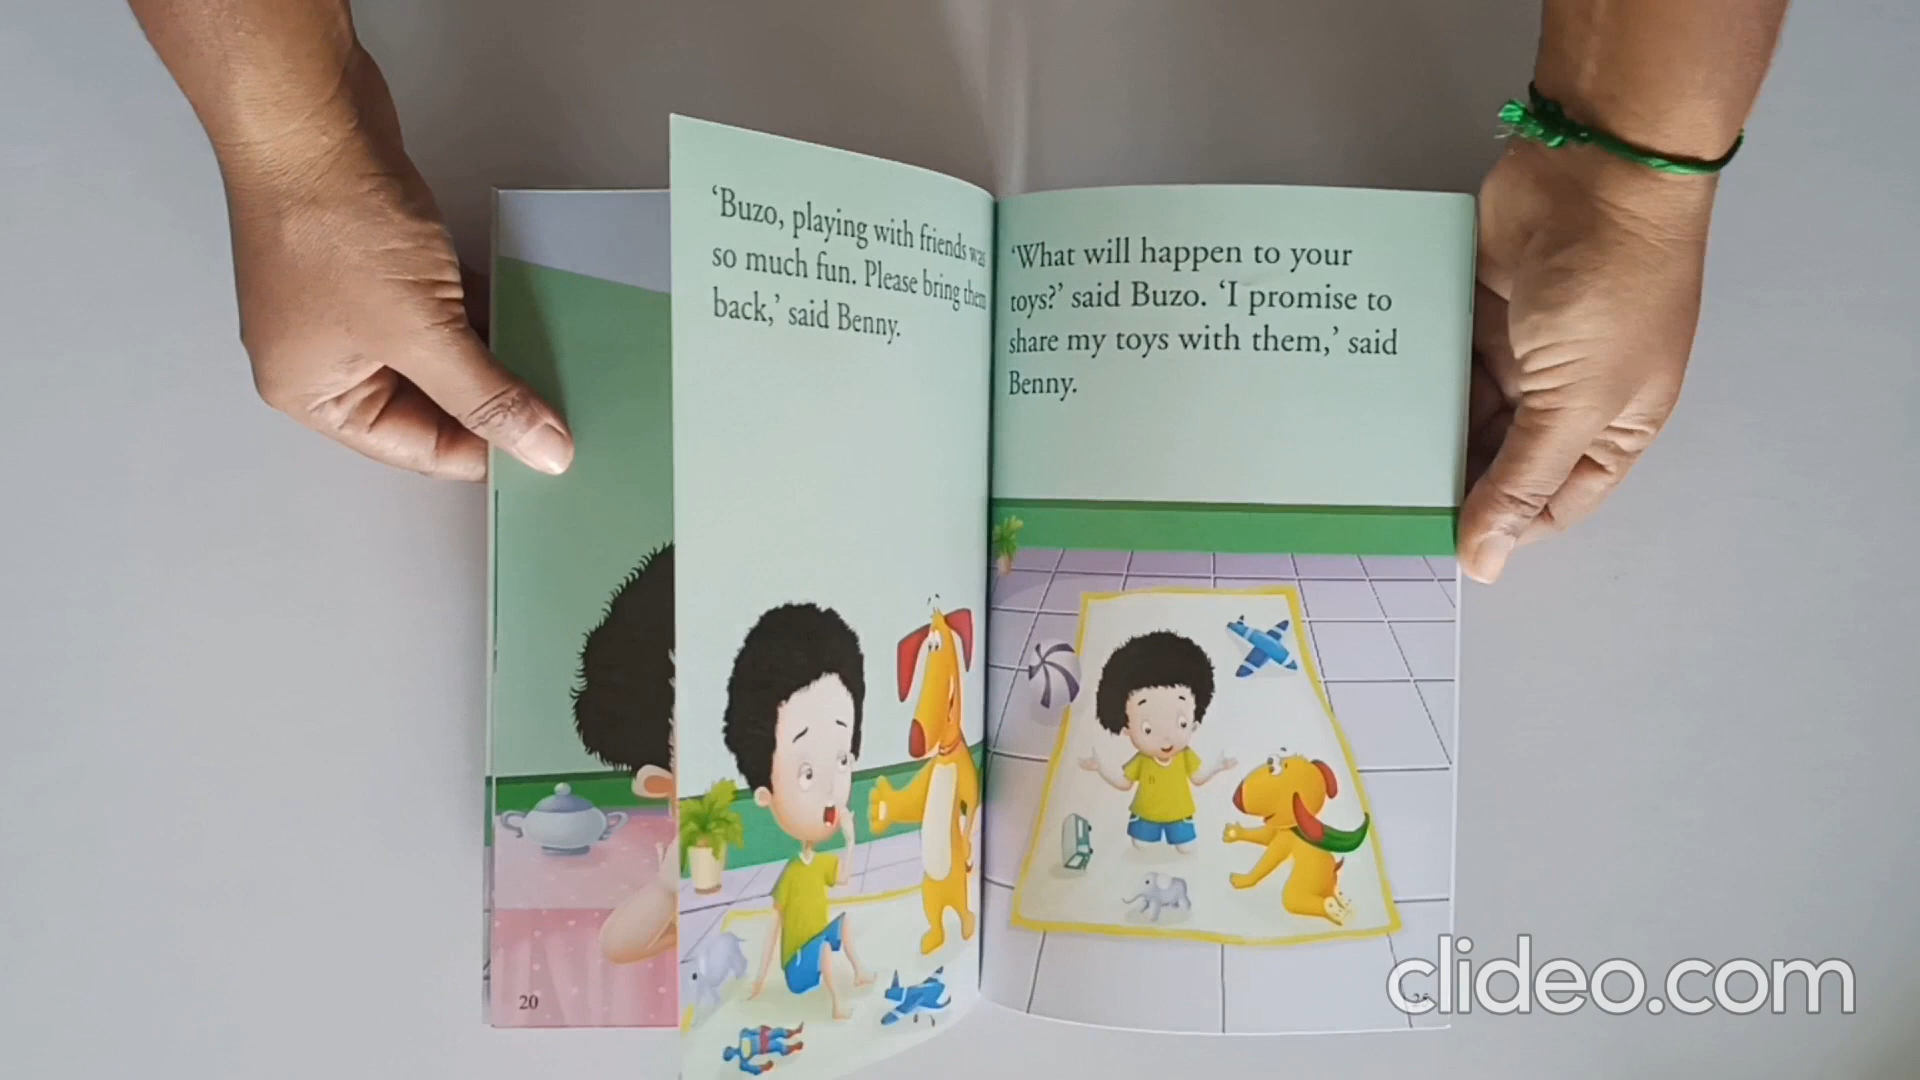 ‘Buzo, playing with friends was
so much fun. Please bring them
back,’ said Benny.
‘What will happen to your
toys?’ said Buzo. ‘I promise to
share my toys with them,’ said
Benny.
20
clideo.com